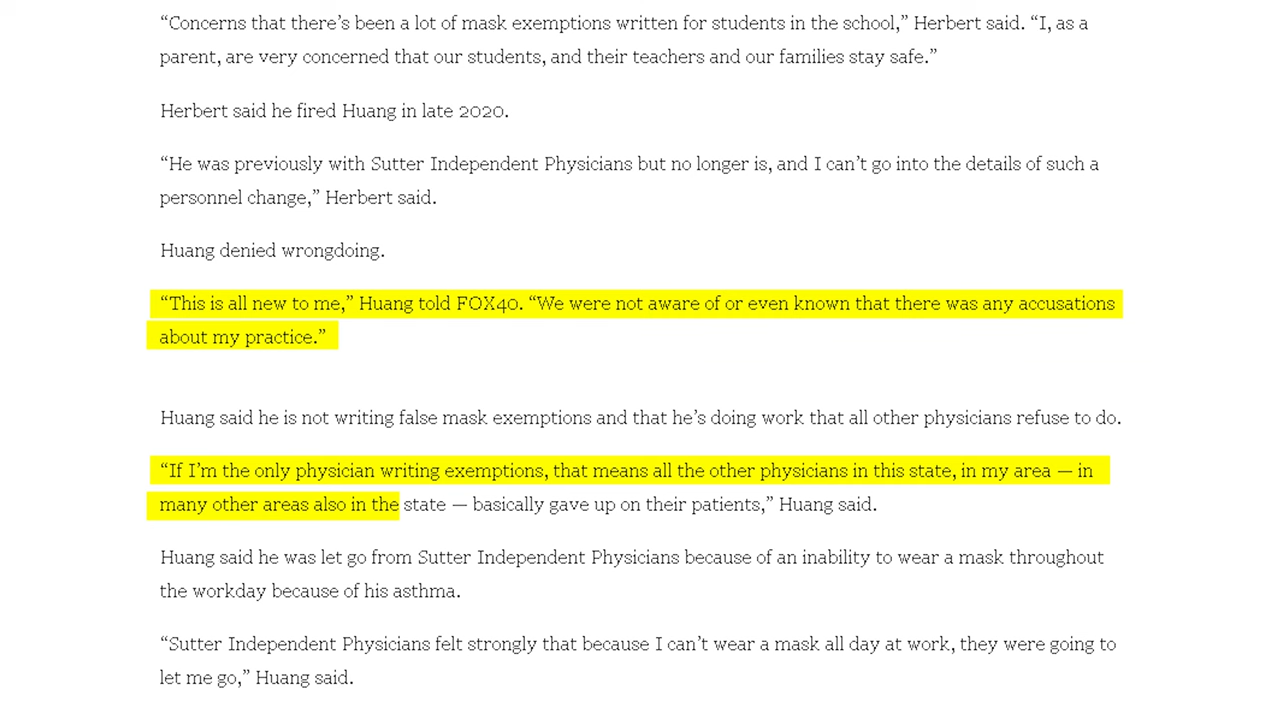 “Concerns that there’s been a lot of mask exemptions written for students in the school,” Herbert said. “I, as a
parent, are very concerned that our students, and their teachers and our families stay safe.”
Herbert said he fired Huang in late 2020.
“He was previously with Sutter Independent Physicians but no longer is, and I can’t go into the details of such a
personnel change,” Herbert said.
Huang denied wrongdoing.
“This is all new to me,” Huang told FOX40. “We were not aware of or even known that there was any accusations
about my practice.”
Huang said he is not writing false mask exemptions and that he’s doing work that all other physicians refuse to do.
“If I’m the only physician writing exemptions, that means all the other physicians in this state, in my area — in
many other areas also in the state — basically gave up on their patients,” Huang said.
Huang said he was let go from Sutter Independent Physicians because of an inability to wear a mask throughout
the workday because of his asthma.
“Sutter Independent Physicians felt strongly that because I can’t wear a mask all day at work, they were going to
let me go,” Huang said.